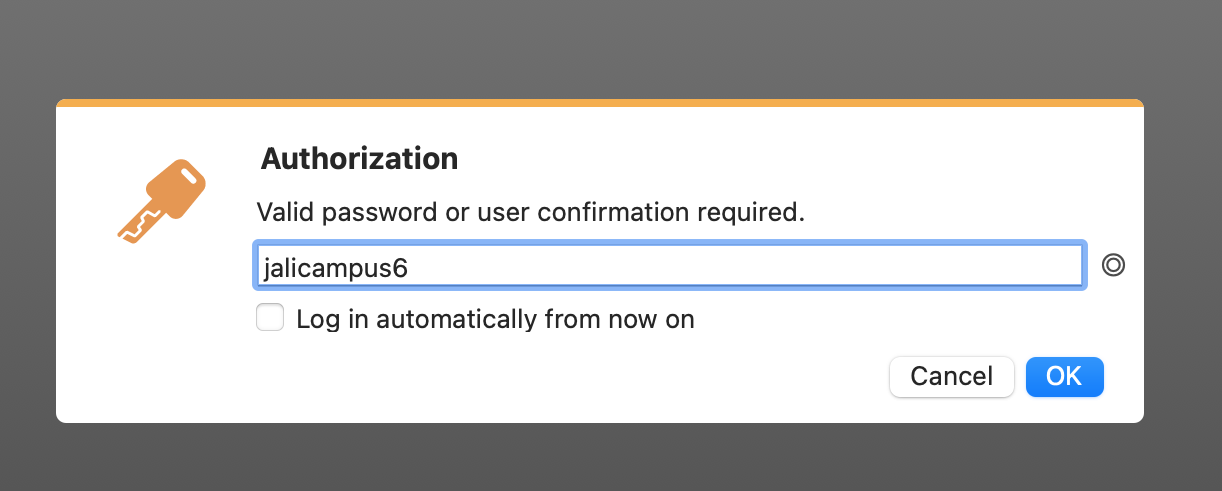 Authorization
Valid password or user confirmation required.
jalicampus6
Log in automatically from now on
Cancel OK